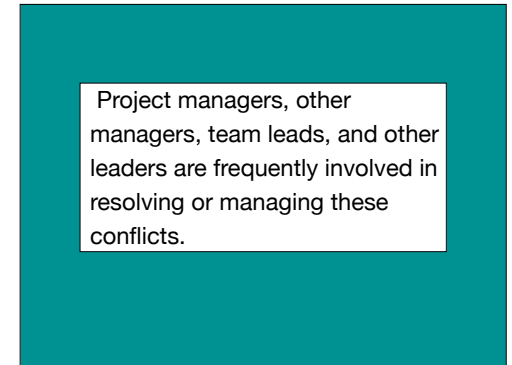 Project managers, other
managers, team leads, and other
leaders are frequently involved in
resolving or managing these
conflicts.